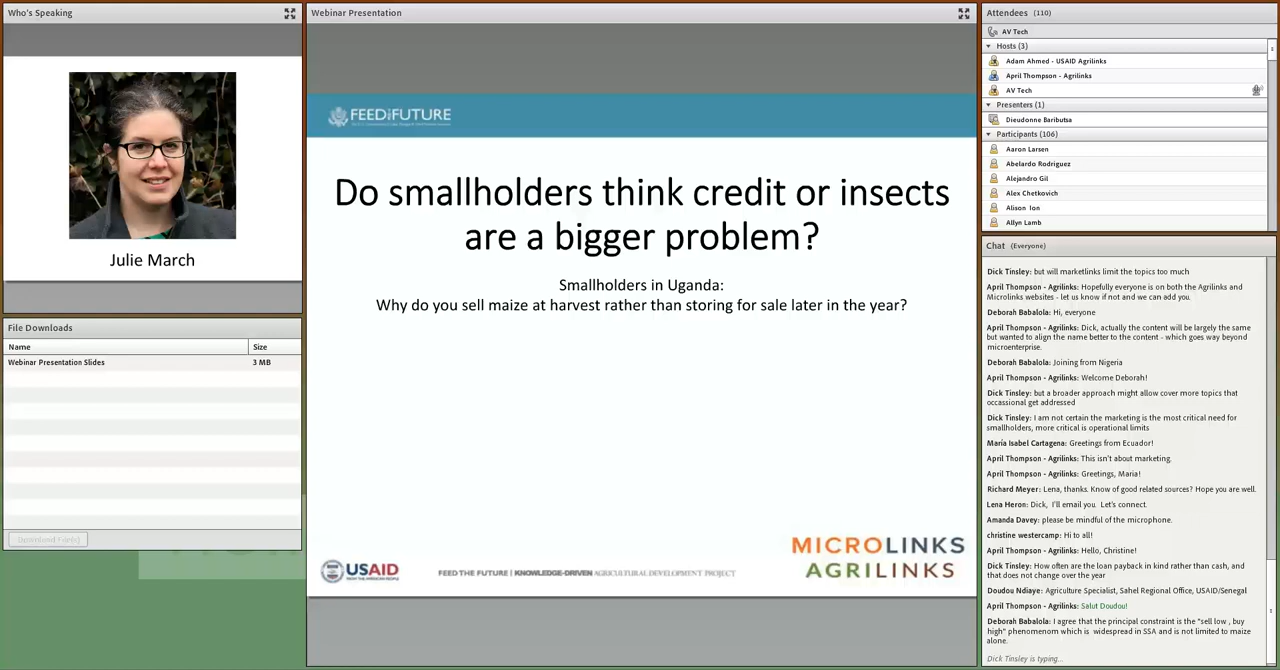 Who's Speaking
Julie March
File Downloads
Name Size
Webinar Presentation Slides 3 MB
Download File(s)
Webinar Presentation
FEED THE FUTURE
Do smallholders think credit or insects
are a bigger problem?
Smallholders in Uganda:
Why do you sell maize at harvest rather than storing for sale later in the year?
USAID
FROM THE AMERICAN PEOPLE
FEED THE FUTURE | KNOWLEDGE-DRIVEN AGRICULTURAL DEVELOPMENT PROJECT
MICROLINKS
AGRILINKS
Attendees (110)
AV Tech
Hosts (3)
Adam Ahmed - USAID Agrilinks
April Thompson - Agrilinks
AV Tech
Presenters (1)
Dieudonne Baributsa
Participants (106)
Aaron Larsen
Abelardo Rodriguez
Alejandro Gil
Alex Chetkovich
Alison Ion
Allyn Lamb
Chat (Everyone)
Dick Tinsley: but will marketlinks limit the topics too much
April Thompson - Agrilinks: Hopefully everyone is on both the Agrilinks and
Microlinks websites - let us know if not and we can add you.
Deborah Babalola: Hi, everyone
April Thompson - Agrilinks: Dick, actually the content will be largely the same
but wanted to align the name better to the content - which goes way beyond
microenterprise.
Deborah Babalola: Joining from Nigeria
April Thompson - Agrilinks: Welcome Deborah!
Dick Tinsley: but a broader approach might allow cover more topics that
occassional get addressed
Dick Tinsley: I am not certain the marketing is the most critical need for
smallholders, more critical is operational limits
María Isabel Cartagena: Greetings from Ecuador!
April Thompson - Agrilinks: This isn't about marketing.
April Thompson - Agrilinks: Greetings, Maria!
Richard Meyer: Lena, thanks. Know of good related sources? Hope you are well.
Lena Heron: Dick, I'll email you. Let's connect.
Amanda Davey: please be mindful of the microphone.
christine westercamp: Hi to all!
April Thompson - Agrilinks: Hello, Christine!
Dick Tinsley: How often are the loan payback in kind rather than cash, and
that does not change over the year
Doudou Ndiaye: Agriculture Specialist, Sahel Regional Office, USAID/Senegal
April Thompson - Agrilinks: Salut Doudou!
Deborah Babalola: I agree that the principal constraint is the "sell low , buy
high" phenomenom which is widespread in SSA and is not limited to maize
alone.
Dick Tinsley is typing...